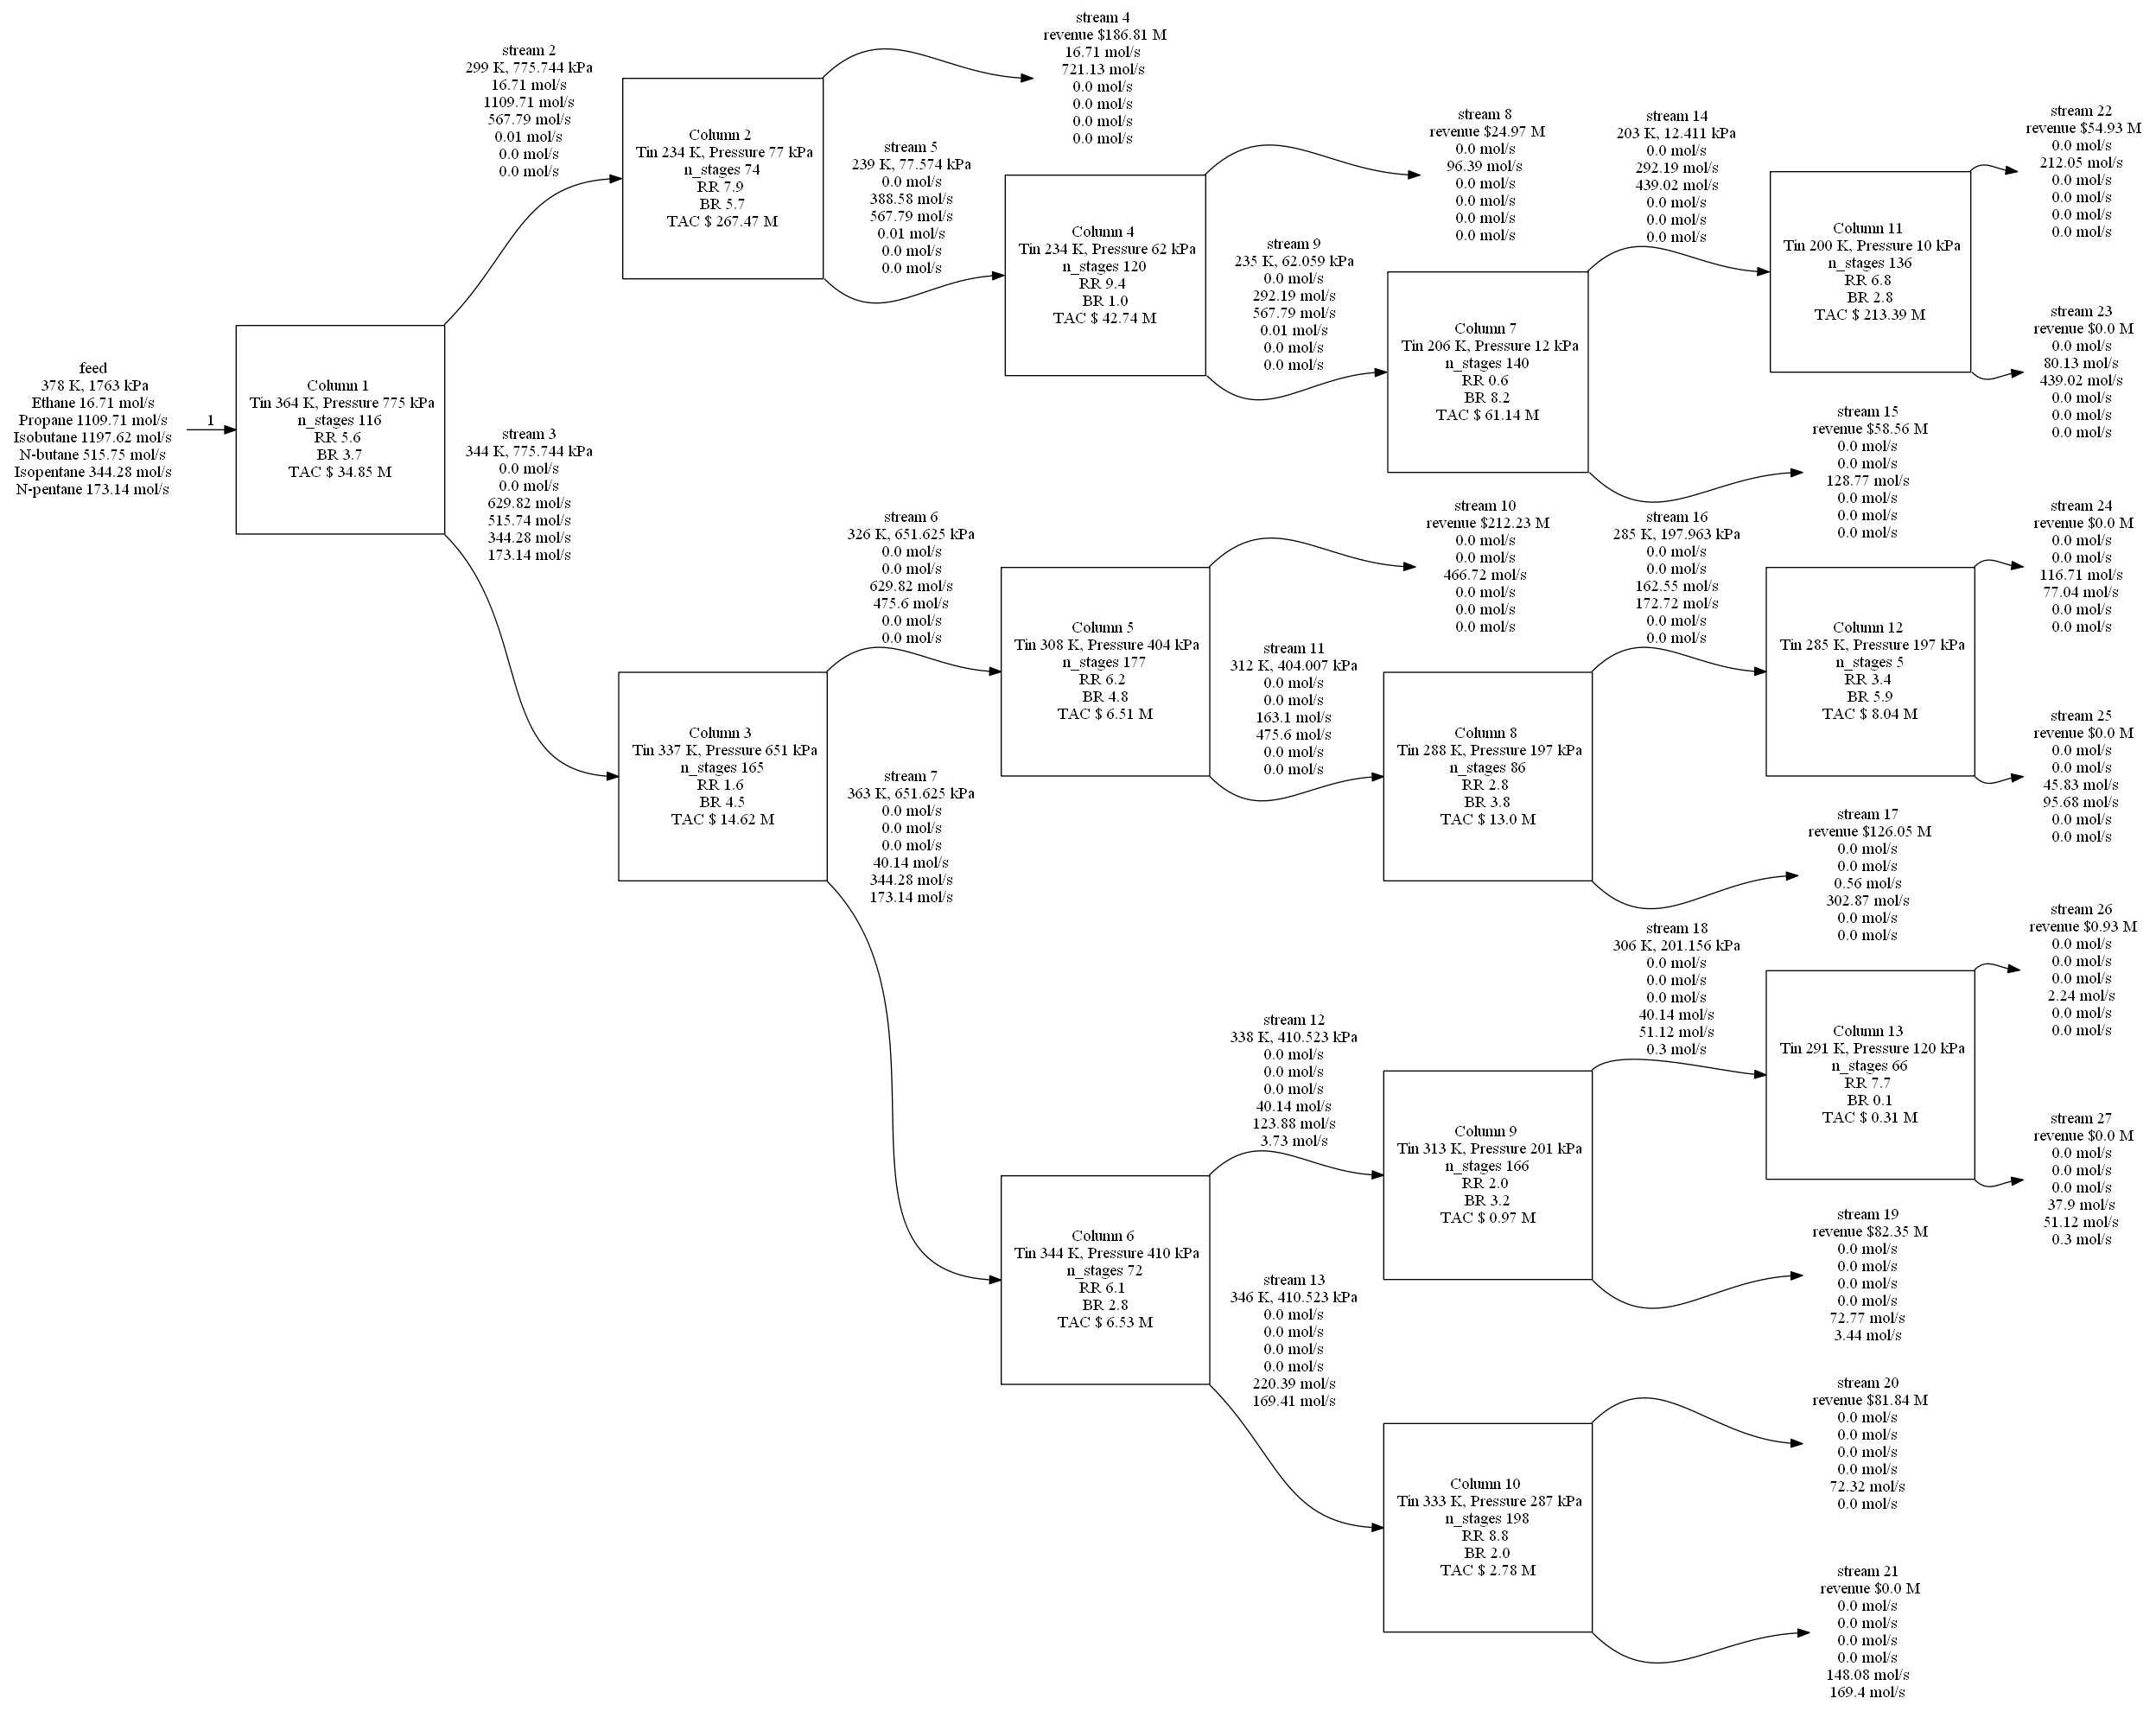 feed
378 K, 1763 kPa
Ethane 16.71 mol/s
Propane 1109.71 mol/s
Isobutane 1197.62 mol/s
N-butane 515.75 mol/s
Isopentane 344.28 mol/s
N-pentane 173.14 mol/s
1
Column 1
Tin 364 K, Pressure 775 kPa
n_stages 116
RR 5.6
BR 3.7
TAC $ 34.85 M
stream 2
299 K, 775.744 kPa
16.71 mol/s
1109.71 mol/s
567.79 mol/s
0.01 mol/s
0.0 mol/s
0.0 mol/s
stream 3
344 K, 775.744 kPa
0.0 mol/s
0.0 mol/s
629.82 mol/s
515.74 mol/s
344.28 mol/s
173.14 mol/s
Column 2
Tin 234 K, Pressure 77 kPa
n_stages 74
RR 7.9
BR 5.7
TAC $ 267.47 M
Column 3
Tin 337 K, Pressure 651 kPa
n_stages 165
RR 1.6
BR 4.5
TAC $ 14.62 M
stream 4
revenue $186.81 M
16.71 mol/s
721.13 mol/s
0.0 mol/s
0.0 mol/s
0.0 mol/s
0.0 mol/s
stream 5
239 K, 77.574 kPa
0.0 mol/s
388.58 mol/s
567.79 mol/s
0.01 mol/s
0.0 mol/s
0.0 mol/s
stream 6
326 K, 651.625 kPa
0.0 mol/s
0.0 mol/s
629.82 mol/s
475.6 mol/s
0.0 mol/s
0.0 mol/s
stream 7
363 K, 651.625 kPa
0.0 mol/s
0.0 mol/s
0.0 mol/s
40.14 mol/s
344.28 mol/s
173.14 mol/s
Column 4
Tin 234 K, Pressure 62 kPa
n_stages 120
RR 9.4
BR 1.0
TAC $ 42.74 M
Column 5
Tin 308 K, Pressure 404 kPa
n_stages 177
RR 6.2
BR 4.8
TAC $ 6.51 M
Column 6
Tin 344 K, Pressure 410 kPa
n_stages 72
RR 6.1
BR 2.8
TAC $ 6.53 M
stream 8
revenue $24.97 M
0.0 mol/s
96.39 mol/s
0.0 mol/s
0.0 mol/s
0.0 mol/s
0.0 mol/s
stream 9
235 K, 62.059 kPa
0.0 mol/s
292.19 mol/s
567.79 mol/s
0.01 mol/s
0.0 mol/s
0.0 mol/s
stream 10
revenue $212.23 M
0.0 mol/s
0.0 mol/s
466.72 mol/s
0.0 mol/s
0.0 mol/s
0.0 mol/s
stream 11
312 K, 404.007 kPa
0.0 mol/s
0.0 mol/s
163.1 mol/s
475.6 mol/s
0.0 mol/s
0.0 mol/s
stream 12
338 K, 410.523 kPa
0.0 mol/s
0.0 mol/s
0.0 mol/s
40.14 mol/s
123.88 mol/s
3.73 mol/s
stream 13
346 K, 410.523 kPa
0.0 mol/s
0.0 mol/s
0.0 mol/s
0.0 mol/s
220.39 mol/s
169.41 mol/s
Column 7
Tin 206 K, Pressure 12 kPa
n_stages 140
RR 0.6
BR 8.2
TAC $ 61.14 M
Column 8
Tin 288 K, Pressure 197 kPa
n_stages 86
RR 2.8
BR 3.8
TAC $ 13.0 M
Column 9
Tin 313 K, Pressure 201 kPa
n_stages 166
RR 2.0
BR 3.2
TAC $ 0.97 M
Column 10
Tin 333 K, Pressure 287 kPa
n_stages 198
RR 8.8
BR 2.0
TAC $ 2.78 M
stream 14
203 K, 12.411 kPa
0.0 mol/s
292.19 mol/s
439.02 mol/s
0.0 mol/s
0.0 mol/s
0.0 mol/s
stream 15
revenue $58.56 M
0.0 mol/s
0.0 mol/s
128.77 mol/s
0.0 mol/s
0.0 mol/s
0.0 mol/s
stream 16
285 K, 197.963 kPa
0.0 mol/s
0.0 mol/s
162.55 mol/s
172.72 mol/s
0.0 mol/s
0.0 mol/s
stream 17
revenue $126.05 M
0.0 mol/s
0.0 mol/s
0.56 mol/s
302.87 mol/s
0.0 mol/s
0.0 mol/s
stream 18
306 K, 201.156 kPa
0.0 mol/s
0.0 mol/s
0.0 mol/s
40.14 mol/s
51.12 mol/s
0.3 mol/s
stream 19
revenue $82.35 M
0.0 mol/s
0.0 mol/s
0.0 mol/s
0.0 mol/s
72.77 mol/s
3.44 mol/s
stream 20
revenue $81.84 M
0.0 mol/s
0.0 mol/s
0.0 mol/s
0.0 mol/s
72.32 mol/s
0.0 mol/s
stream 21
revenue $0.0 M
0.0 mol/s
0.0 mol/s
0.0 mol/s
0.0 mol/s
148.08 mol/s
169.4 mol/s
Column 11
Tin 200 K, Pressure 10 kPa
n_stages 136
RR 6.8
BR 2.8
TAC $ 213.39 M
Column 12
Tin 285 K, Pressure 197 kPa
n_stages 5
RR 3.4
BR 5.9
TAC $ 8.04 M
Column 13
Tin 291 K, Pressure 120 kPa
n_stages 66
RR 7.7
BR 0.1
TAC $ 0.31 M
stream 22
revenue $54.93 M
0.0 mol/s
212.05 mol/s
0.0 mol/s
0.0 mol/s
0.0 mol/s
0.0 mol/s
stream 23
revenue $0.0 M
0.0 mol/s
80.13 mol/s
439.02 mol/s
0.0 mol/s
0.0 mol/s
0.0 mol/s
stream 24
revenue $0.0 M
0.0 mol/s
0.0 mol/s
116.71 mol/s
77.04 mol/s
0.0 mol/s
0.0 mol/s
stream 25
revenue $0.0 M
0.0 mol/s
0.0 mol/s
45.83 mol/s
95.68 mol/s
0.0 mol/s
0.0 mol/s
stream 26
revenue $0.93 M
0.0 mol/s
0.0 mol/s
0.0 mol/s
2.24 mol/s
0.0 mol/s
0.0 mol/s
stream 27
revenue $0.0 M
0.0 mol/s
0.0 mol/s
0.0 mol/s
37.9 mol/s
51.12 mol/s
0.3 mol/s